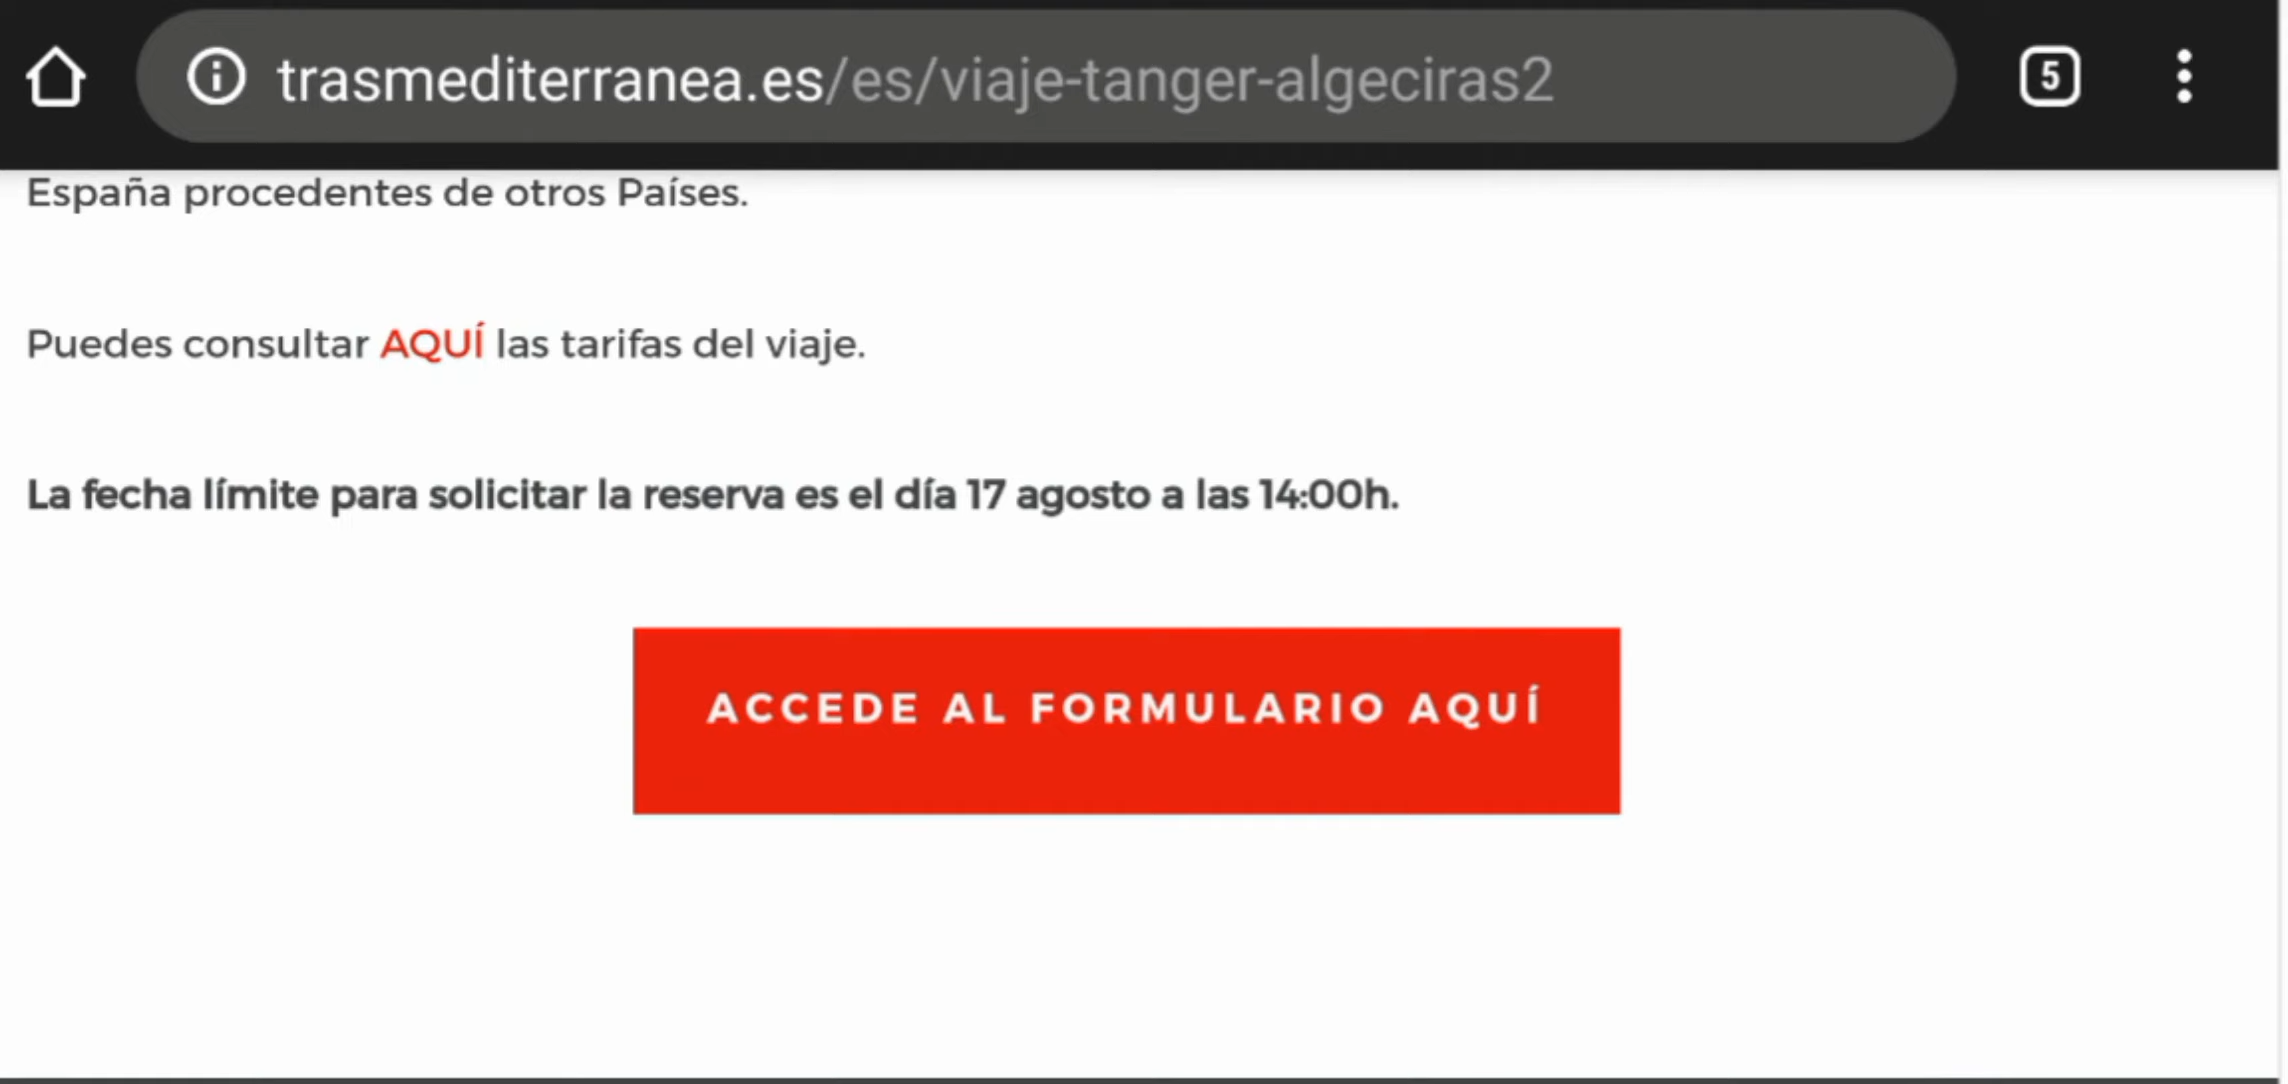 trasmediterranea.es/es/viaje-tanger-algeciras2
5
España procedentes de otros Países.
Puedes consultar AQUÍ las tarifas del viaje.
La fecha límite para solicitar la reserva es el día 17 agosto a las 14:00h.
ACCEDE AL FORMULARIO AQUÍ